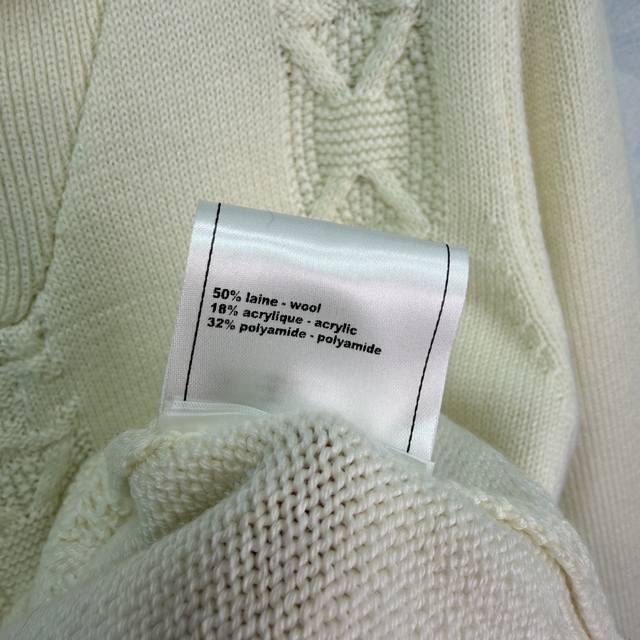 50% laine - wool
18% acrylique - acrylic
32% polyamide - polyamide